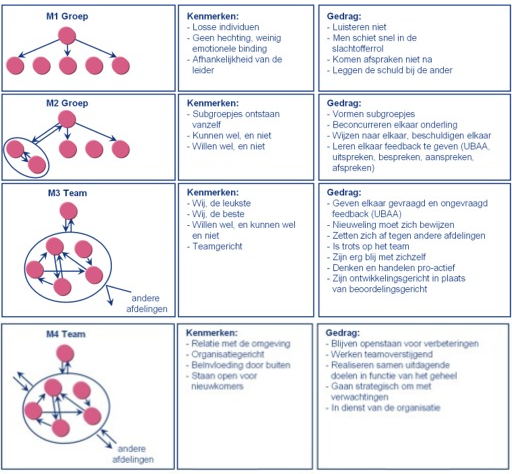 M1 Groep
Kenmerken:
- Losse individuen
- Geen hechting, weinig
emotionele binding
- Afhankelijkheid van de
leider
Gedrag:
- Luisteren niet
- Men schiet snel in de
slachtofferrol
- Komen afspraken niet na
- Leggen de schuld bij de ander
M2 Groep
Kenmerken:
- Subgroepjes ontstaan
vanzelf
- Kunnen wel, en niet
- Willen wel, en niet
Gedrag:
- Vormen subgroepjes
- Beconcurreren elkaar onderling
- Wijzen naar elkaar, beschuldigen elkaar
- Leren elkaar feedback te geven (UBAA,
uitspreken, bespreken, aanspreken,
afspreken)
M3 Team
andere
afdelingen
Kenmerken:
- Wij, de leukste
- Wij, de beste
- Willen wel, en kunnen wel
en niet
- Teamgericht
Gedrag:
- Geven elkaar gevraagd en ongevraagd
feedback (UBAA)
- Nieuweling moet zich bewijzen
- Zetten zich af tegen andere afdelingen
- Is trots op het team
- Zijn erg blij met zichzelf
- Denken en handelen pro-actief
- Zijn ontwikkelingsgericht in plaats
van beoordelingsgericht
M4 Team
andere
afdelingen
Kenmerken:
- Relatie met de omgeving
- Organisatiegericht
- Beïnvloeding door buiten
- Staan open voor
nieuwkomers
Gedrag:
- Blijven openstaan voor verbeteringen
- Werken teamoverstijgend
- Realiseren samen uitdagende
doelen in functie van het geheel
- Gaan strategisch om met
verwachtingen
- In dienst van de organisatie